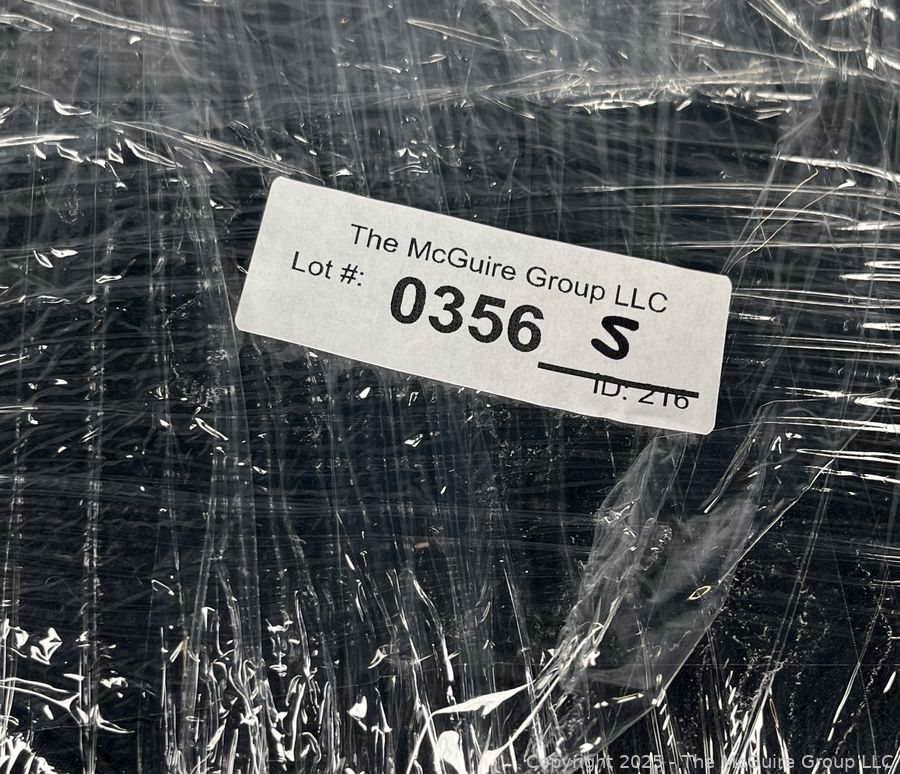 The McGuire Group LLC
Lot #: 0356 S
ID: 216
Copyright 2025 - The McGuire Group LLC